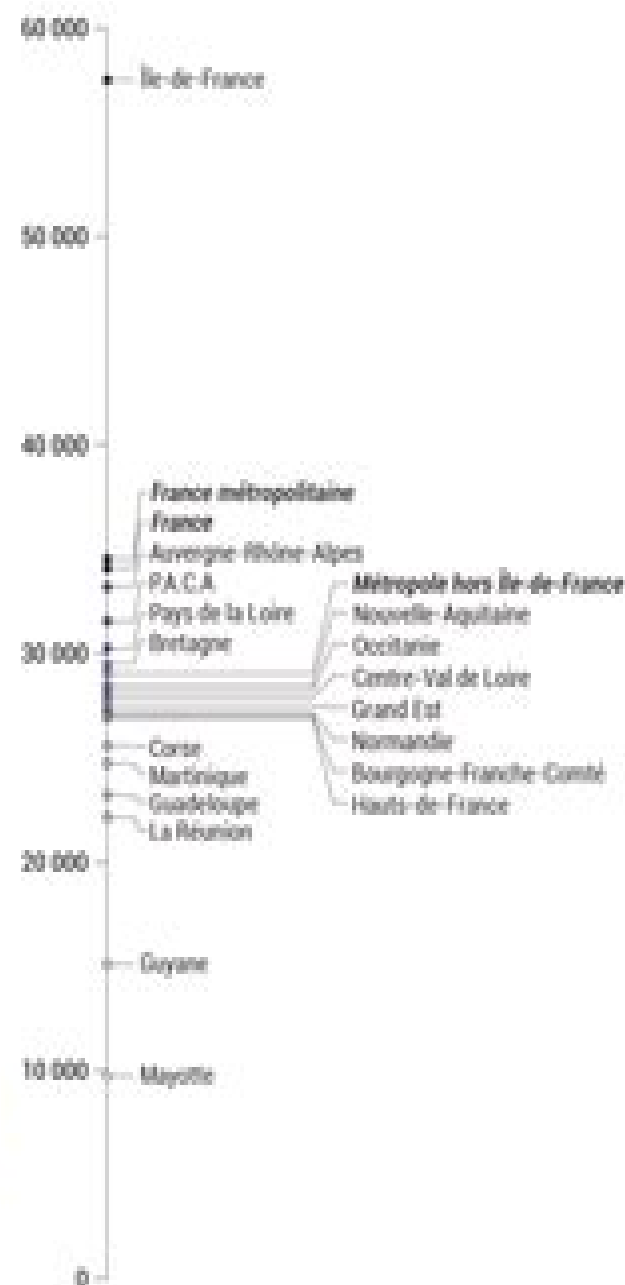 60 000
Île-de-France
50 000
40 000
France métropolitaine
France
Auvergne-Rhône-Alpes
P.A.C.A
Pays de la Loire
Bretagne
30 000
Métropole hors Île-de-France
Nouvelle-Aquitaine
Occitanie
Centre-Val de Loire
Grand Est
Normandie
Bourgogne-Franche-Comté
Hauts-de-France
Corse
Martinique
Guadeloupe
La Réunion
20 000
Guyane
10 000
Mayotte
0